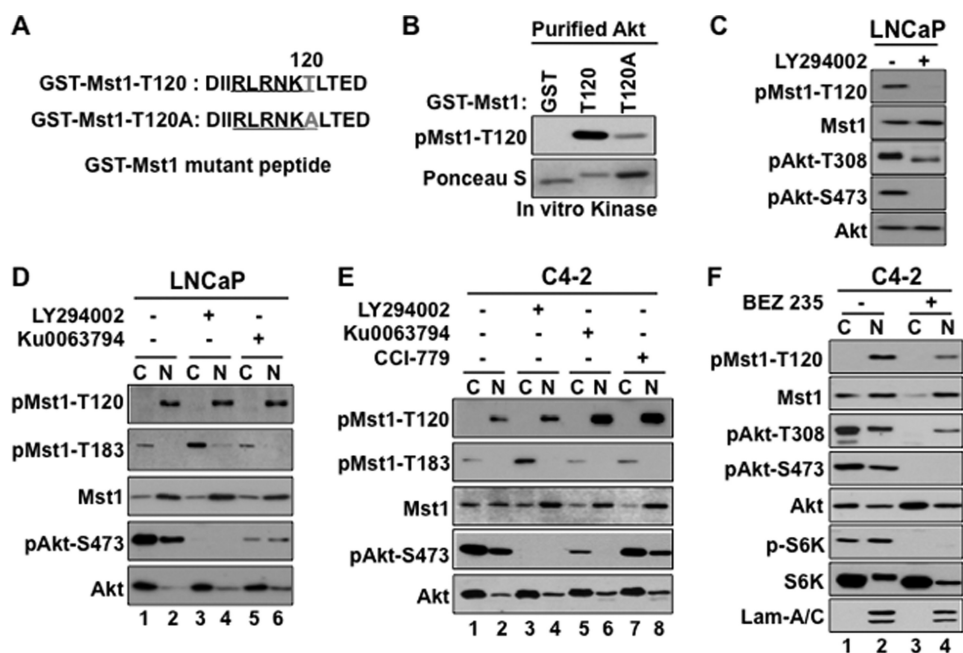 A
120
GST-Mst1-T120 : DIIRLRNKTLTED
GST-Mst1-T120A: DIIRLRNKALTED
GST-Mst1 mutant peptide
B
Purified Akt
GST-Mst1: GST T120 T120A
pMst1-T120
Ponceau S
In vitro Kinase
C
LNCaP
LY294002 - +
pMst1-T120
Mst1
pAkt-T308
pAkt-S473
Akt
D
LNCaP
LY294002 - + -
Ku0063794 - - +
C N C N C N
pMst1-T120
pMst1-T183
Mst1
pAkt-S473
Akt
1 2 3 4 5 6
E
C4-2
LY294002 - + - -
Ku0063794 - - + -
CCI-779 - - - +
C N C N C N C N
pMst1-T120
pMst1-T183
Mst1
pAkt-S473
Akt
1 2 3 4 5 6 7 8
F
C4-2
BEZ 235 - +
C N C N
pMst1-T120
Mst1
pAkt-T308
pAkt-S473
Akt
p-S6K
S6K
Lam-A/C
1 2 3 4